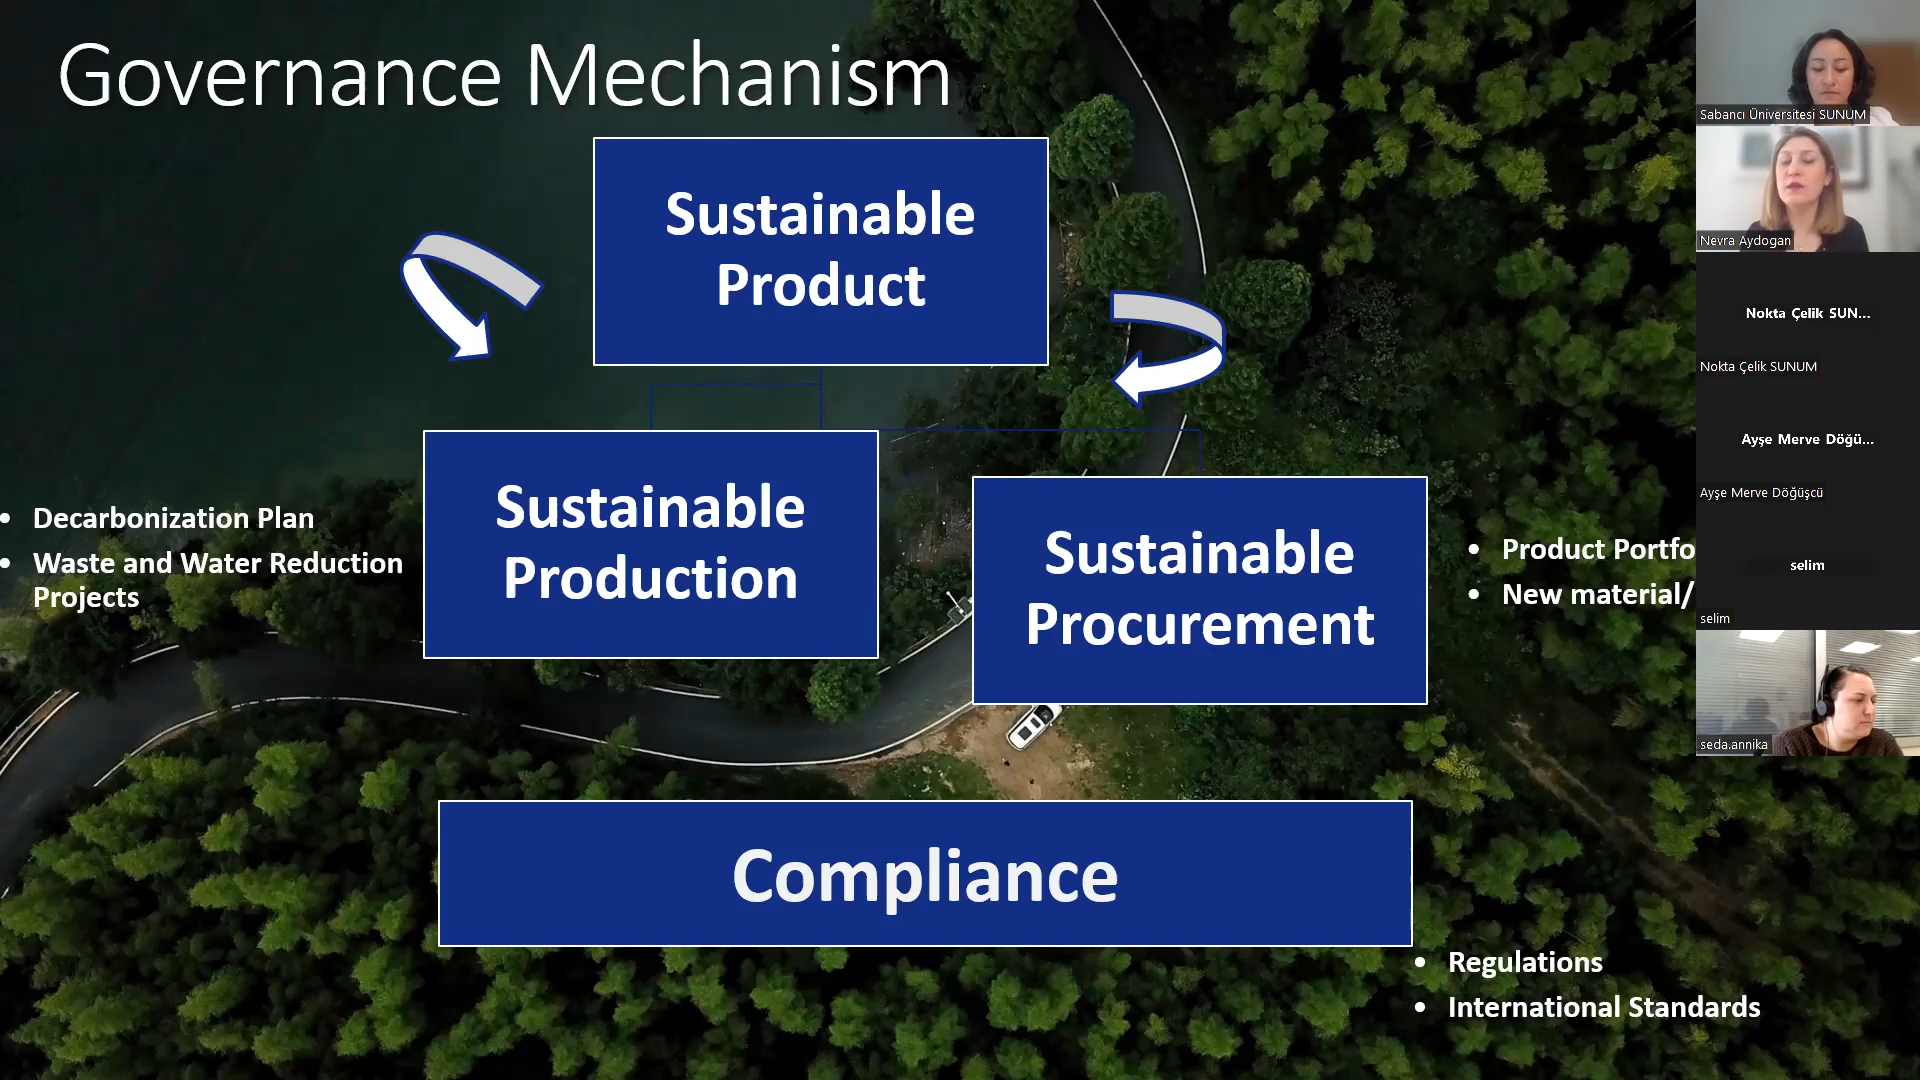 Governance Mechanism
Sustainable
Product
Sustainable
Production
• Decarbonization Plan
• Waste and Water Reduction
Projects
Sustainable
Procurement
• Product Portfo
• New material/
Compliance
• Regulations
• International Standards
Sabancı Üniversitesi SUNUM
Nevra Aydogan
Nokta Çelik SUN...
Nokta Çelik SUNUM
Ayşe Merve Döğü...
Ayşe Merve Döğüşcü
selim
selim
seda.annika